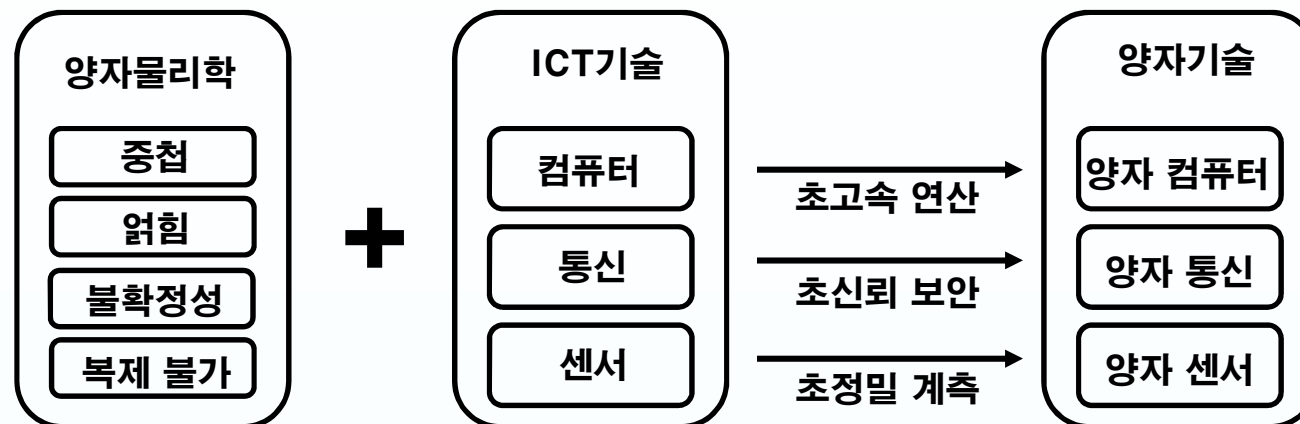 양자물리학
중첩
얽힘
불확정성
복제 불가
+
ICT기술
컴퓨터
통신
센서
초고속 연산
초신뢰 보안
초정밀 계측
양자기술
양자 컴퓨터
양자 통신
양자 센서